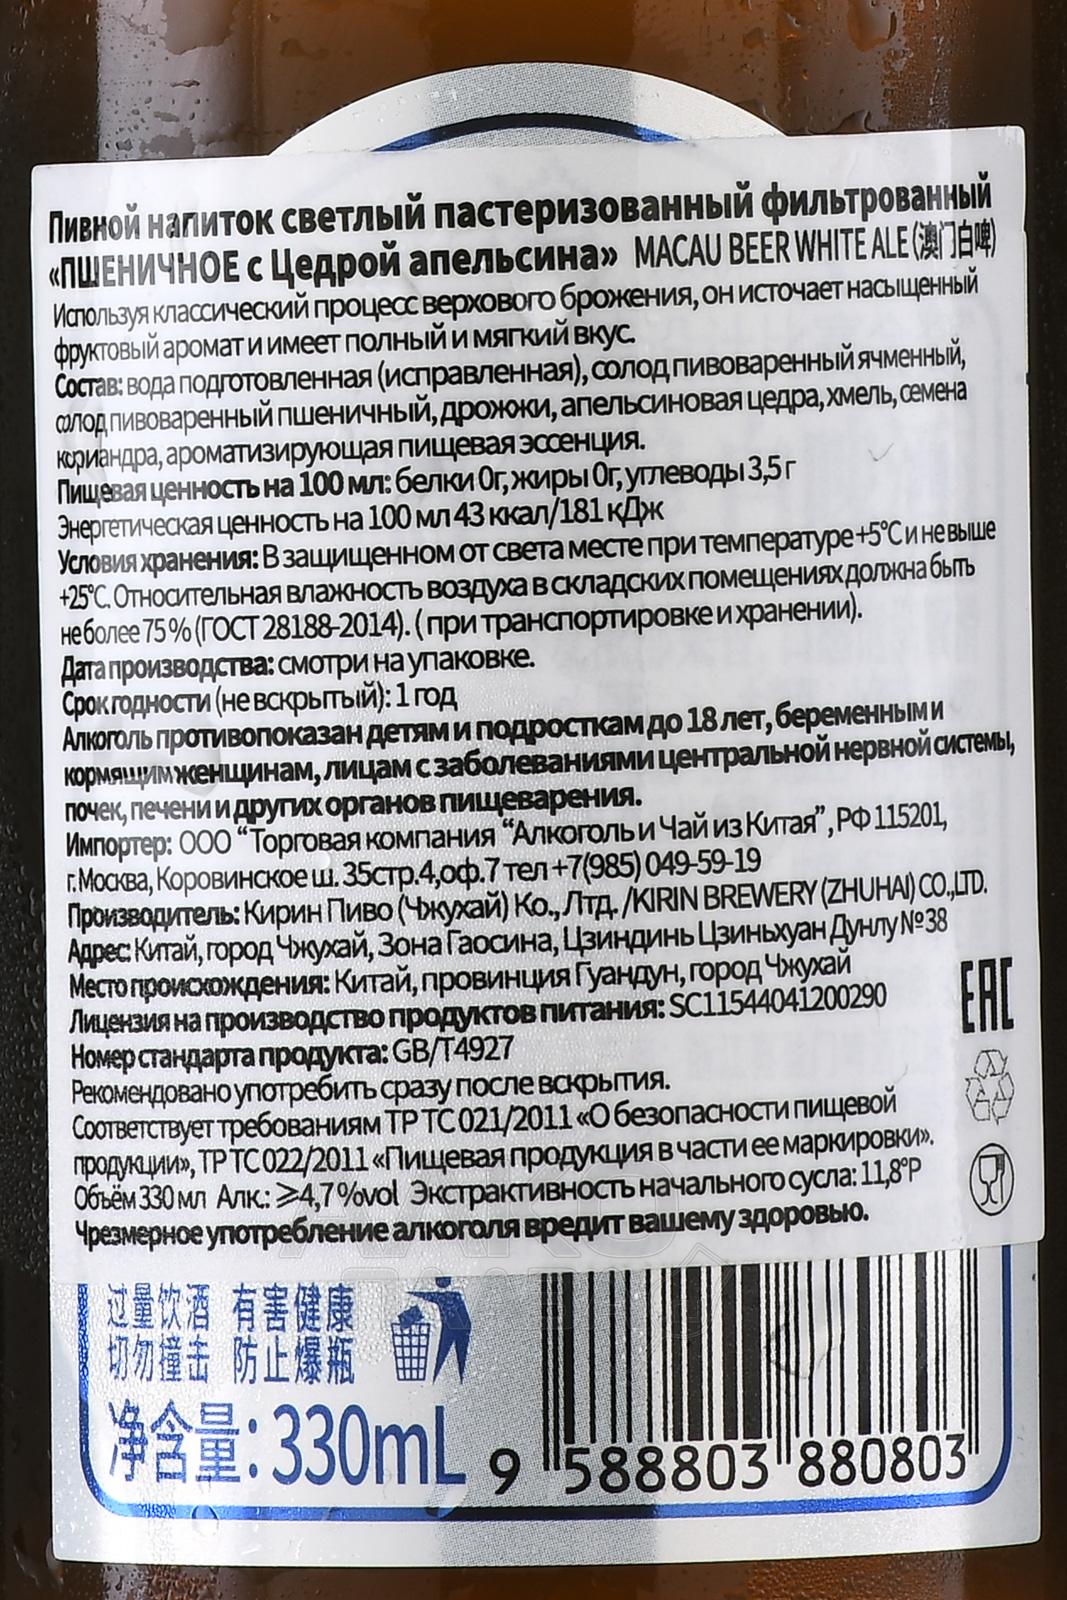 Пивной напиток светлый пастеризованный фильтрованный
«ПШЕНИЧНОЕ с Цедрой апельсина» MACAU BEER WHITE ALE (澳门白啤)
Используя классический процесс верхового брожения, он источает насыщенный
фруктовый аромат и имеет полный и мягкий вкус.
Состав: вода подготовленная (исправленная), солод пивоваренный ячменный,
солод пивоваренный пшеничный, дрожжи, апельсиновая цедра, хмель, семена
кориандра, ароматизирующая пищевая эссенция.
Пищевая ценность на 100 мл: белки 0г, жиры 0г, углеводы 3,5 г
Энергетическая ценность на 100 мл 43 ккал/181 кДж
Условия хранения: В защищенном от света месте при температуре +5°C и не выше
+25°C. Относительная влажность воздуха в складских помещениях должна быть
не более 75 % (ГОСТ 28188-2014). ( при транспортировке и хранении).
Дата производства: смотри на упаковке.
Срок годности (не вскрытый): 1 год
Алкоголь противопоказан детям и подросткам до 18 лет, беременным и
кормящим женщинам, лицам с заболеваниями центральной нервной системы,
почек, печени и других органов пищеварения.
Импортер: ООО “Торговая компания “Алкоголь и Чай из Китая”, РФ 115201,
г. Москва, Коровинское ш. 35стр.4,оф.7 тел +7(985) 049-59-19
Производитель: Кирин Пиво (Чжухай) Ко., Лтд. /KIRIN BREWERY (ZHUHAI) CO.,LTD.
Адрес: Китай, город Чжухай, Зона Гаосина, Цзиндинь Цзиньхуан Дунлу №38
Место происхождения: Китай, провинция Гуандун, город Чжухай
Лицензия на производство продуктов питания: SC11544041200290
EAC
Номер стандарта продукта: GB/T4927
Рекомендовано употребить сразу после вскрытия.
Соответствует требованиям ТР ТС 021/2011 «О безопасности пищевой
продукции», ТР ТС 022/2011 «Пищевая продукция в части ее маркировки».
Объём 330 мл Алк.: ≥4,7 %vol Экстрактивность начального сусла: 11,8°P
Чрезмерное употребление алкоголя вредит вашему здоровью.
过量饮酒 有害健康
切勿撞击 防止爆瓶
净含量:330mL
9 588803 880803